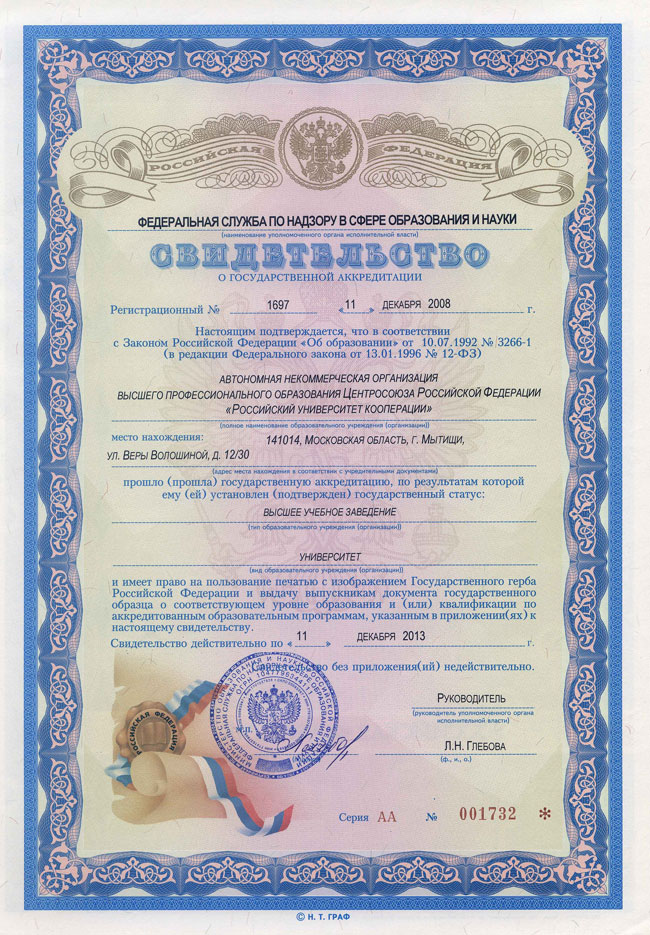 РОССИЙСКАЯ ФЕДЕРАЦИЯ
ФЕДЕРАЛЬНАЯ СЛУЖБА ПО НАДЗОРУ В СФЕРЕ ОБРАЗОВАНИЯ И НАУКИ
(наименование уполномоченного органа исполнительной власти)
СВИДЕТЕЛЬСТВО
О ГОСУДАРСТВЕННОЙ АККРЕДИТАЦИИ
Регистрационный № 1697 «11 ДЕКАБРЯ 2008 г.
Настоящим подтверждается, что в соответствии
с Законом Российской Федерации «Об образовании» от 10.07.1992 № 3266-1
(в редакции Федерального закона от 13.01.1996 № 12-ФЗ)
АВТОНОМНАЯ НЕКОММЕРЧЕСКАЯ ОРГАНИЗАЦИЯ
ВЫСШЕГО ПРОФЕССИОНАЛЬНОГО ОБРАЗОВАНИЯ ЦЕНТРОСОЮЗА РОССИЙСКОЙ ФЕДЕРАЦИИ
«РОССИЙСКИЙ УНИВЕРСИТЕТ КООПЕРАЦИИ»
(полное наименование образовательного учреждения (организации))
место нахождения: 141014, МОСКОВСКАЯ ОБЛАСТЬ, Г. МЫТИЩИ,
УЛ. ВЕРЫ ВОЛОШИНОЙ, Д. 12/30
(адрес места нахождения в соответствии с учредительными документами)
прошло (прошла) государственную аккредитацию, по результатам которой
ему (ей) установлен (подтвержден) государственный статус:
ВЫСШЕЕ УЧЕБНОЕ ЗАВЕДЕНИЕ
(тип образовательного учреждения (организации))
УНИВЕРСИТЕТ
(вид образовательного учреждения (организации))
и имеет право на пользование печатью с изображением Государственного герба
Российской Федерации и выдачу выпускникам документа государственного
образца о соответствующем уровне образования и (или) квалификации по
аккредитованным образовательным программам, указанным в приложении(ях) к
настоящему свидетельству.
Свидетельство действительно по «11 ДЕКАБРЯ 2013 г.
Свидетельство без приложения(ий) недействительно.
РУКОВОДИТЕЛЬ
(руководитель уполномоченного органа
исполнительной власти)
М.П.
Л.Н. ГЛЕБОВА
(ф., и., о.)
РОССИЙСКАЯ ФЕДЕРАЦИЯ
Серия АА № 001732 *
© Н. Т. ГРАФ